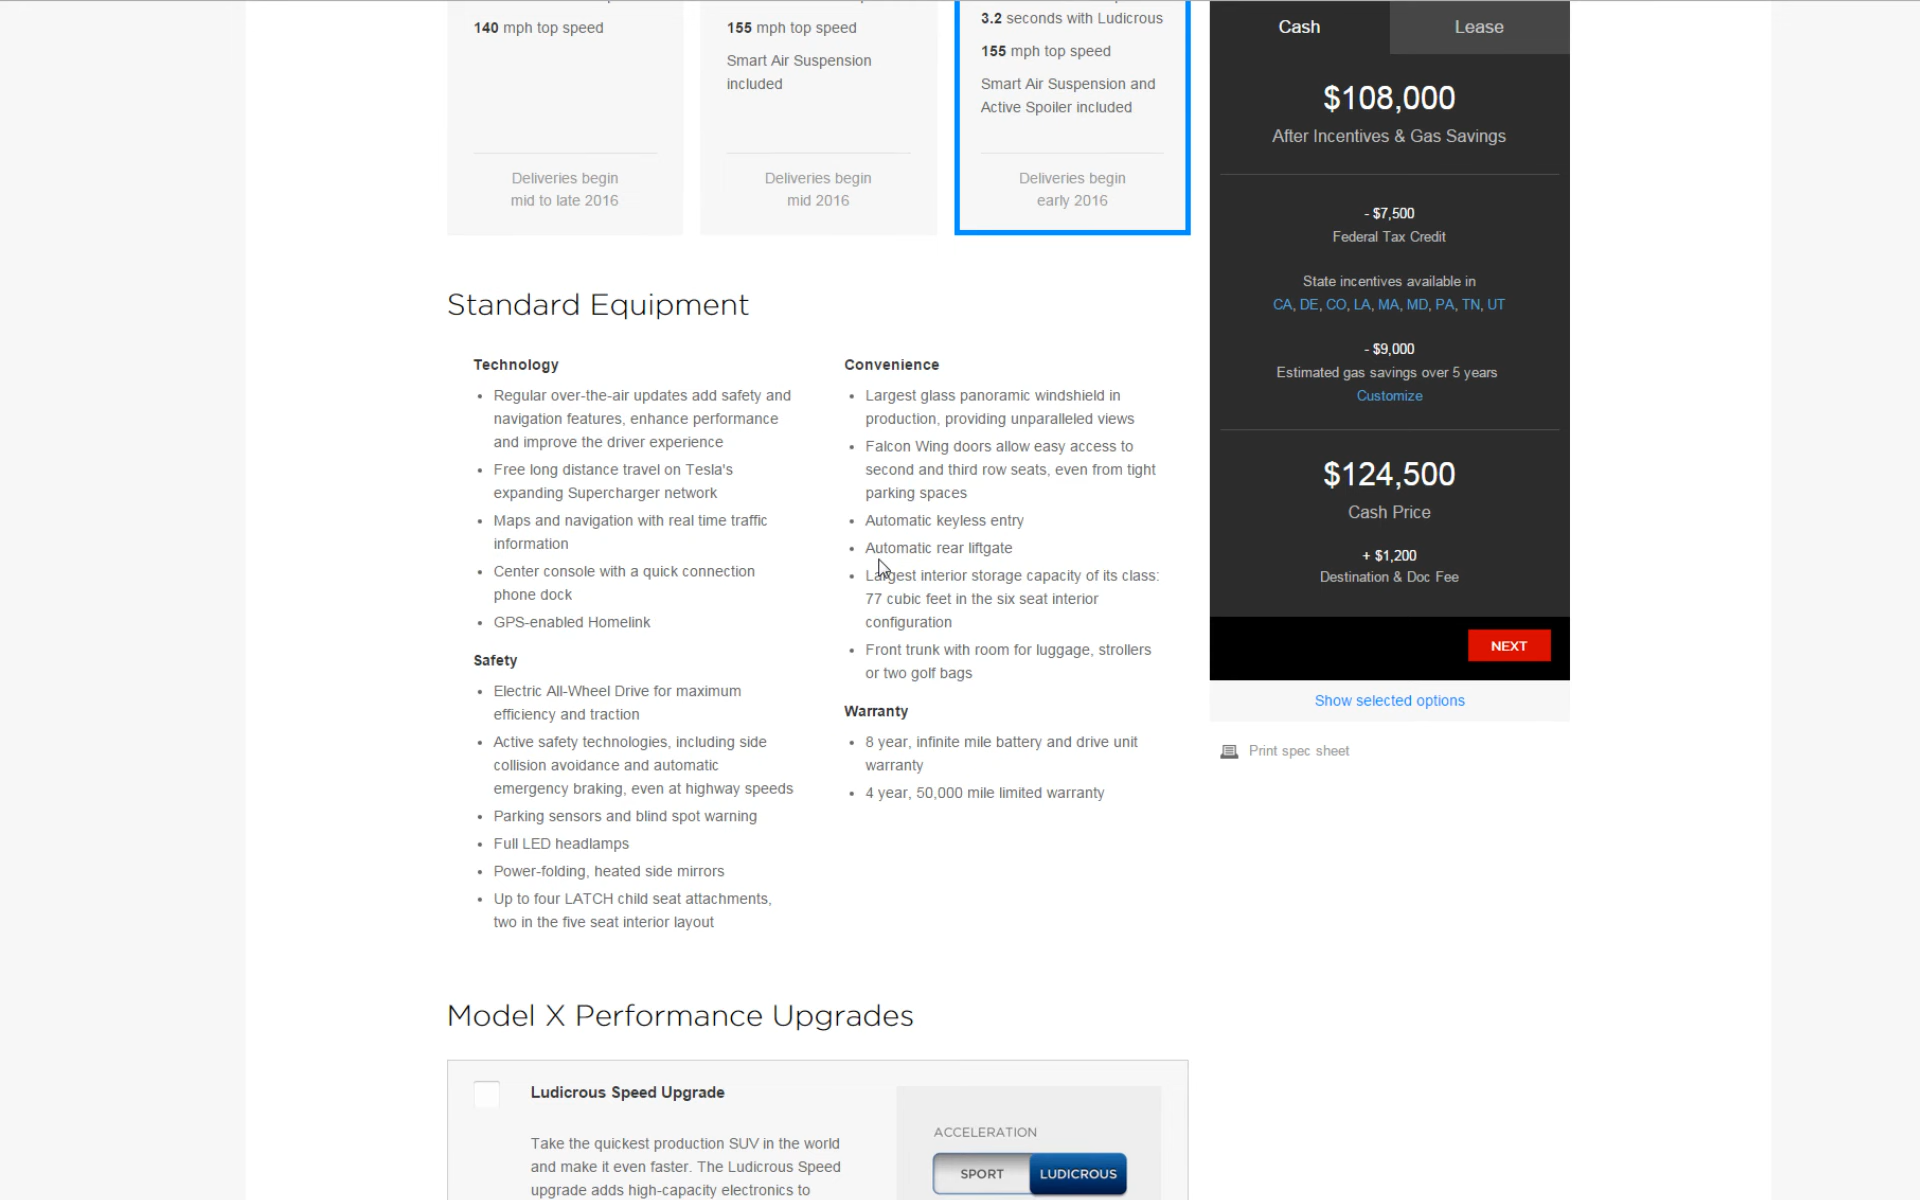 140 mph top speed
155 mph top speed
Smart Air Suspension
included
3.2 seconds with Ludicrous
155 mph top speed
Smart Air Suspension and
Active Spoiler included
Deliveries begin
mid to late 2016
Deliveries begin
mid 2016
Deliveries begin
early 2016
Standard Equipment
Technology
Regular over-the-air updates add safety and
navigation features, enhance performance
and improve the driver experience
Free long distance travel on Tesla's
expanding Supercharger network
Maps and navigation with real time traffic
information
Center console with a quick connection
phone dock
GPS-enabled Homelink
Safety
Electric All-Wheel Drive for maximum
efficiency and traction
Active safety technologies, including side
collision avoidance and automatic
emergency braking, even at highway speeds
Parking sensors and blind spot warning
Full LED headlamps
Power-folding, heated side mirrors
Up to four LATCH child seat attachments,
two in the five seat interior layout
Convenience
Largest glass panoramic windshield in
production, providing unparalleled views
Falcon Wing doors allow easy access to
second and third row seats, even from tight
parking spaces
Automatic keyless entry
Automatic rear liftgate
Largest interior storage capacity of its class:
77 cubic feet in the six seat interior
configuration
Front trunk with room for luggage, strollers
or two golf bags
Warranty
8 year, infinite mile battery and drive unit
warranty
4 year, 50,000 mile limited warranty
Model X Performance Upgrades
Ludicrous Speed Upgrade
Take the quickest production SUV in the world
and make it even faster. The Ludicrous Speed
upgrade adds high-capacity electronics to
ACCELERATION
SPORT LUDICROUS
Cash Lease
$108,000
After Incentives & Gas Savings
- $7,500
Federal Tax Credit
State incentives available in
CA, DE, CO, LA, MA, MD, PA, TN, UT
- $9,000
Estimated gas savings over 5 years
Customize
$124,500
Cash Price
+ $1,200
Destination & Doc Fee
NEXT
Show selected options
Print spec sheet